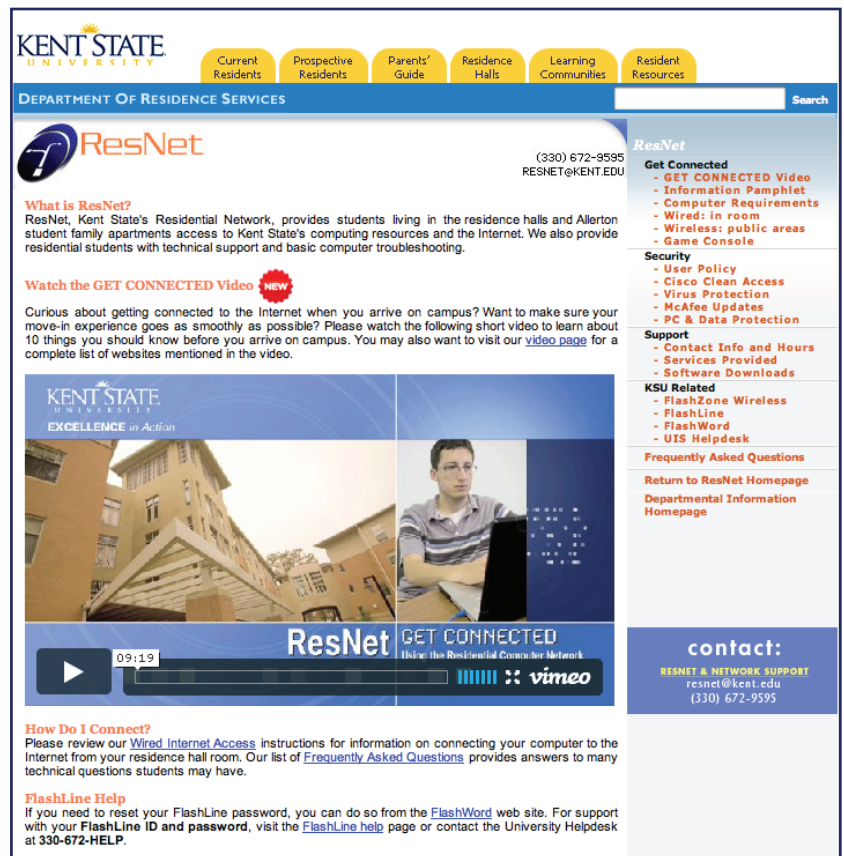 KENT STATE
UNIVERSITY
Current
Residents
Prospective
Residents
Parents'
Guide
Residence
Halls
Learning
Communities
Resident
Resources
DEPARTMENT OF RESIDENCE SERVICES
Search
ResNet
(330) 672-9595
RESNET@KENT.EDU
What is ResNet?
ResNet, Kent State's Residential Network, provides students living in the residence halls and Allerton
student family apartments access to Kent State's computing resources and the Internet. We also provide
residential students with technical support and basic computer troubleshooting.
Watch the GET CONNECTED Video NEW
Curious about getting connected to the Internet when you arrive on campus? Want to make sure your
move-in experience goes as smoothly as possible? Please watch the following short video to learn about
10 things you should know before you arrive on campus. You may also want to visit our video page for a
complete list of websites mentioned in the video.
KENT STATE
UNIVERSITY
EXCELLENCE in Action
ResNet
GET CONNECTED
Using the Residential Computer Network
09:19
vimeo
How Do I Connect?
Please review our Wired Internet Access instructions for information on connecting your computer to the
Internet from your residence hall room. Our list of Frequently Asked Questions provides answers to many
technical questions students may have.
FlashLine Help
If you need to reset your FlashLine password, you can do so from the FlashWord web site. For support
with your FlashLine ID and password, visit the FlashLine help page or contact the University Helpdesk
at 330-672-HELP.
ResNet
Get Connected
- GET CONNECTED Video
- Information Pamphlet
- Computer Requirements
- Wired: in room
- Wireless: public areas
- Game Console
Security
- User Policy
- Cisco Clean Access
- Virus Protection
- McAfee Updates
- PC & Data Protection
Support
- Contact Info and Hours
- Services Provided
- Software Downloads
KSU Related
- FlashZone Wireless
- FlashLine
- FlashWord
- UIS Helpdesk
Frequently Asked Questions
Return to ResNet Homepage
Departmental Information
Homepage
contact:
RESNET & NETWORK SUPPORT
resnet@kent.edu
(330) 672-9595